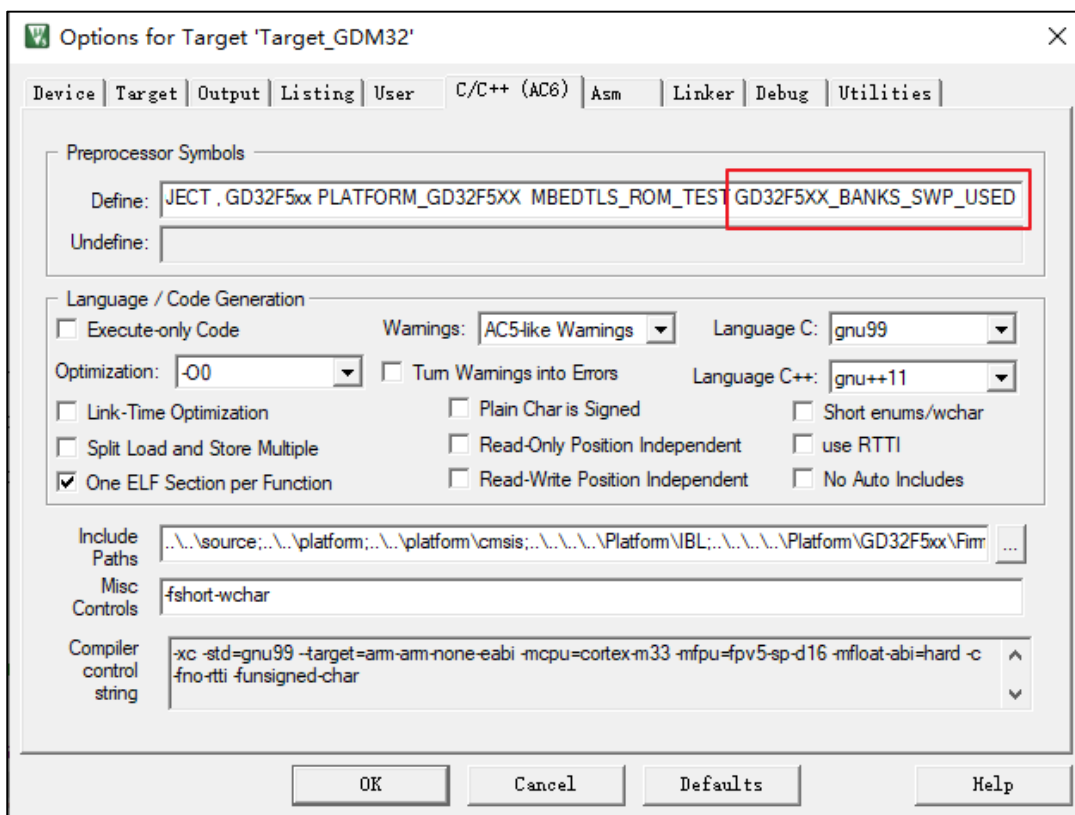 Options for Target 'Target_GDM32'
Device Target Output Listing User C/C++ (AC6) Asm Linker Debug Utilities
Preprocessor Symbols
Define: JECT , GD32F5xx PLATFORM_GD32F5XX MBEDTLS_ROM_TEST GD32F5XX_BANKS_SWP_USED
Undefine:
Language / Code Generation
Execute-only Code Warnings: AC5-like Warnings Language C: gnu99
Optimization: -O0 Turn Warnings into Errors Language C++: gnu++11
Link-Time Optimization Plain Char is Signed Short enums/wchar
Split Load and Store Multiple Read-Only Position Independent use RTTI
One ELF Section per Function Read-Write Position Independent No Auto Includes
Include Paths ..\..\source;..\..\platform;..\..\platform\cmsis;..\..\..\..\Platform\IBL;..\..\..\..\Platform\GD32F5xx\Firm ...
Misc Controls -fshort-wchar
Compiler control string -xc -std=gnu99 --target=arm-arm-none-eabi -mcpu=cortex-m33 -mfpu=fpv5-sp-d16 -mfloat-abi=hard -c
-fno-rtti -funsigned-char
OK Cancel Defaults Help